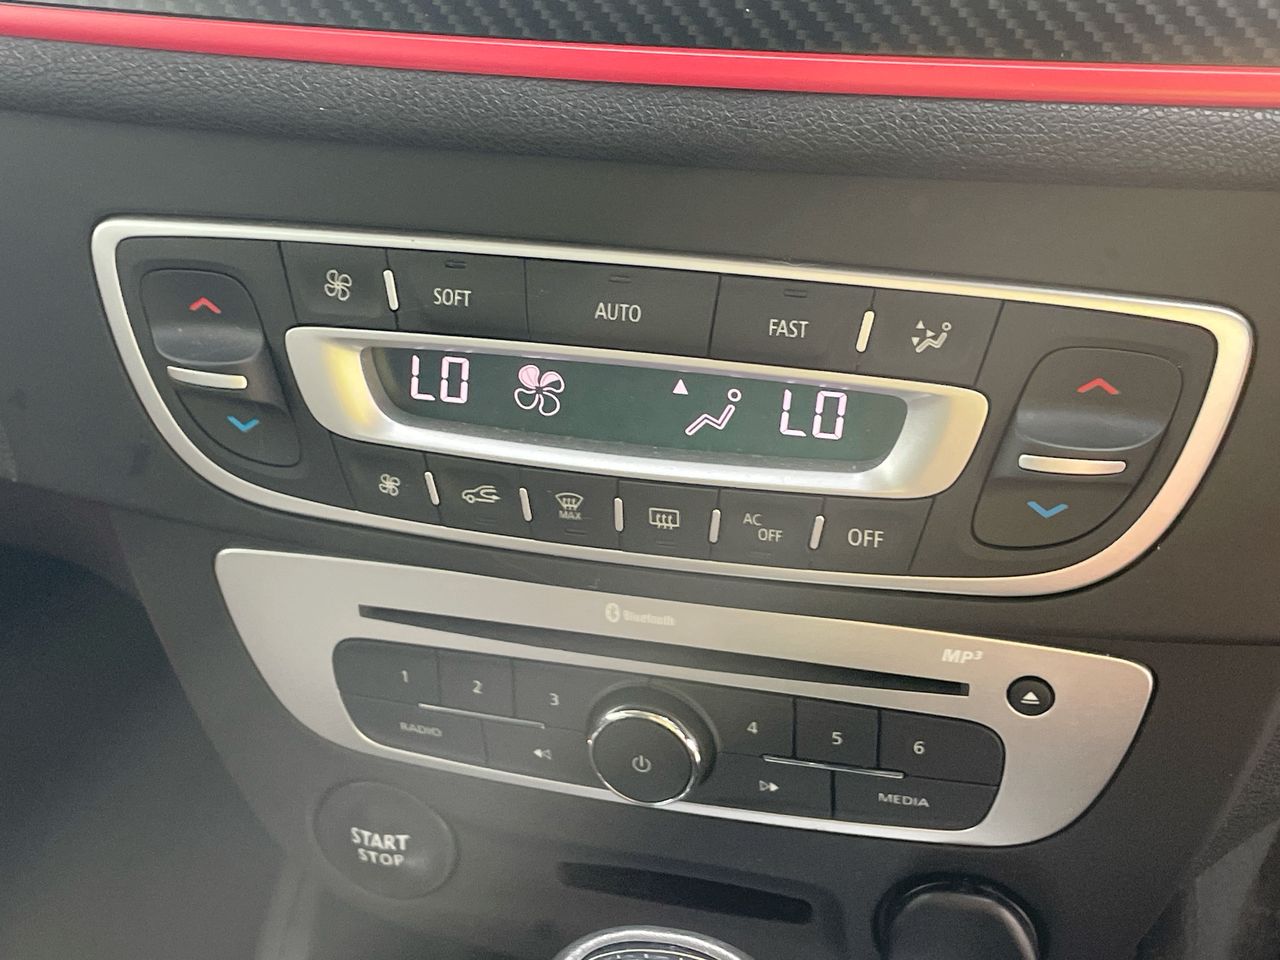 SOFT
AUTO
FAST
LO
LO
MAX
AC
OFF
OFF
Bluetooth
MP3
1
2
3
4
5
6
RADIO
MEDIA
START
STOP